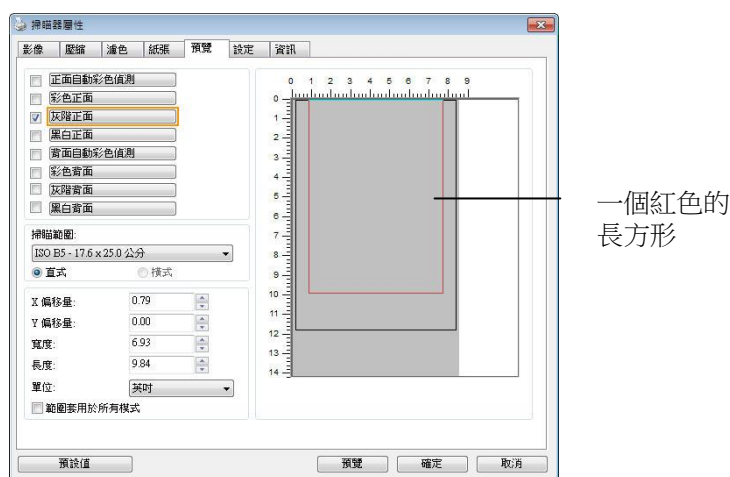 掃瞄器屬性
影像 壓縮 濾色 紙張 預覽 設定 資訊
正面自動彩色偵測
彩色正面
灰階正面
黑白正面
背面自動彩色偵測
彩色背面
灰階背面
黑白背面
掃瞄範圍:
ISO B5 - 17.6 x 25.0 公分
直式 橫式
X 偏移量: 0.79
Y 偏移量: 0.00
寬度: 6.93
長度: 9.84
單位: 英吋
範圍套用於所有模式
0 1 2 3 4 5 6 7 8 9
0
1
2
3
4
5
6
7
8
9
10
11
12
13
14
一個紅色的
長方形
預設值 預覽 確定 取消